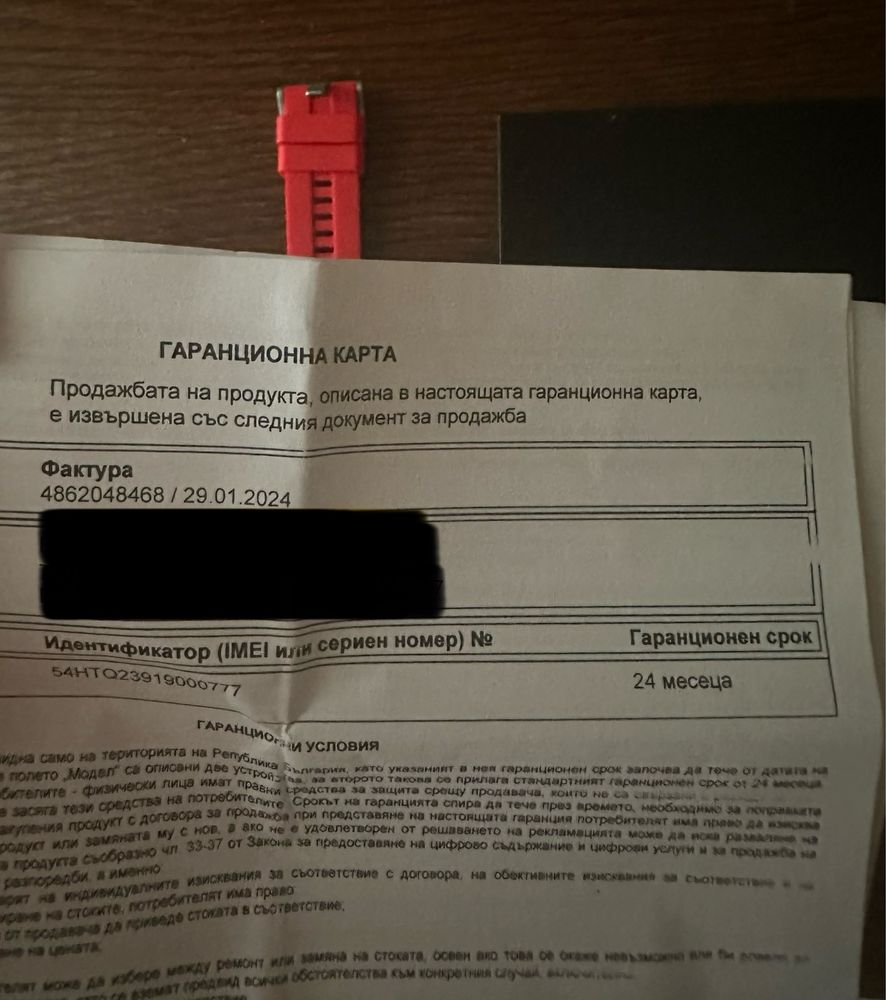 ГАРАНЦИОННА КАРТА
Продажбата на продукта, описана в настоящата гаранционна карта,
е извършена със следния документ за продажба
Фактура
4862048468 / 29.01.2024
Идентификатор (IMEI или сериен номер) № Гаранционен срок
54HTQ23919000777 24 месеца
ГАРАНЦИОННИ УСЛОВИЯ
само на територията на Република България, като указаният в нея гаранционен срок започва да тече от датата на
полето „Модел" са описани две устройства, за второто такова се прилага стандартният гаранционен срок от 24 месеца.
- физически лица имат правни средства за защита срещу продавача, които не са свързани с
засяга тези средства на потребителите Срокът на гаранцията спира да тече през времето, необходимо за поправката
продукт с договора за продажба при представяне на настоящата гаранция потребителят има право да изисква
или замяната му с нов, а ако не е удовлетворен от решаването на рекламацията може да иска разваляне на
продукта съобразно чл. 33-37 от Закона за предоставяне на цифрово съдържание и цифрови услуги и за продажба на
разпоредби, а именно
на индивидуалните изисквания за съответствие с договора, на обективните изисквания за съответствие и на
на стоките, потребителят има право
от продавача да приведе стоката в съответствие;
на цената;
може да избере между ремонт или замяна на стоката, освен ако това се окаже невъзможно или би
се вземат предвид всички обстоятелства към конкретния случай, включително